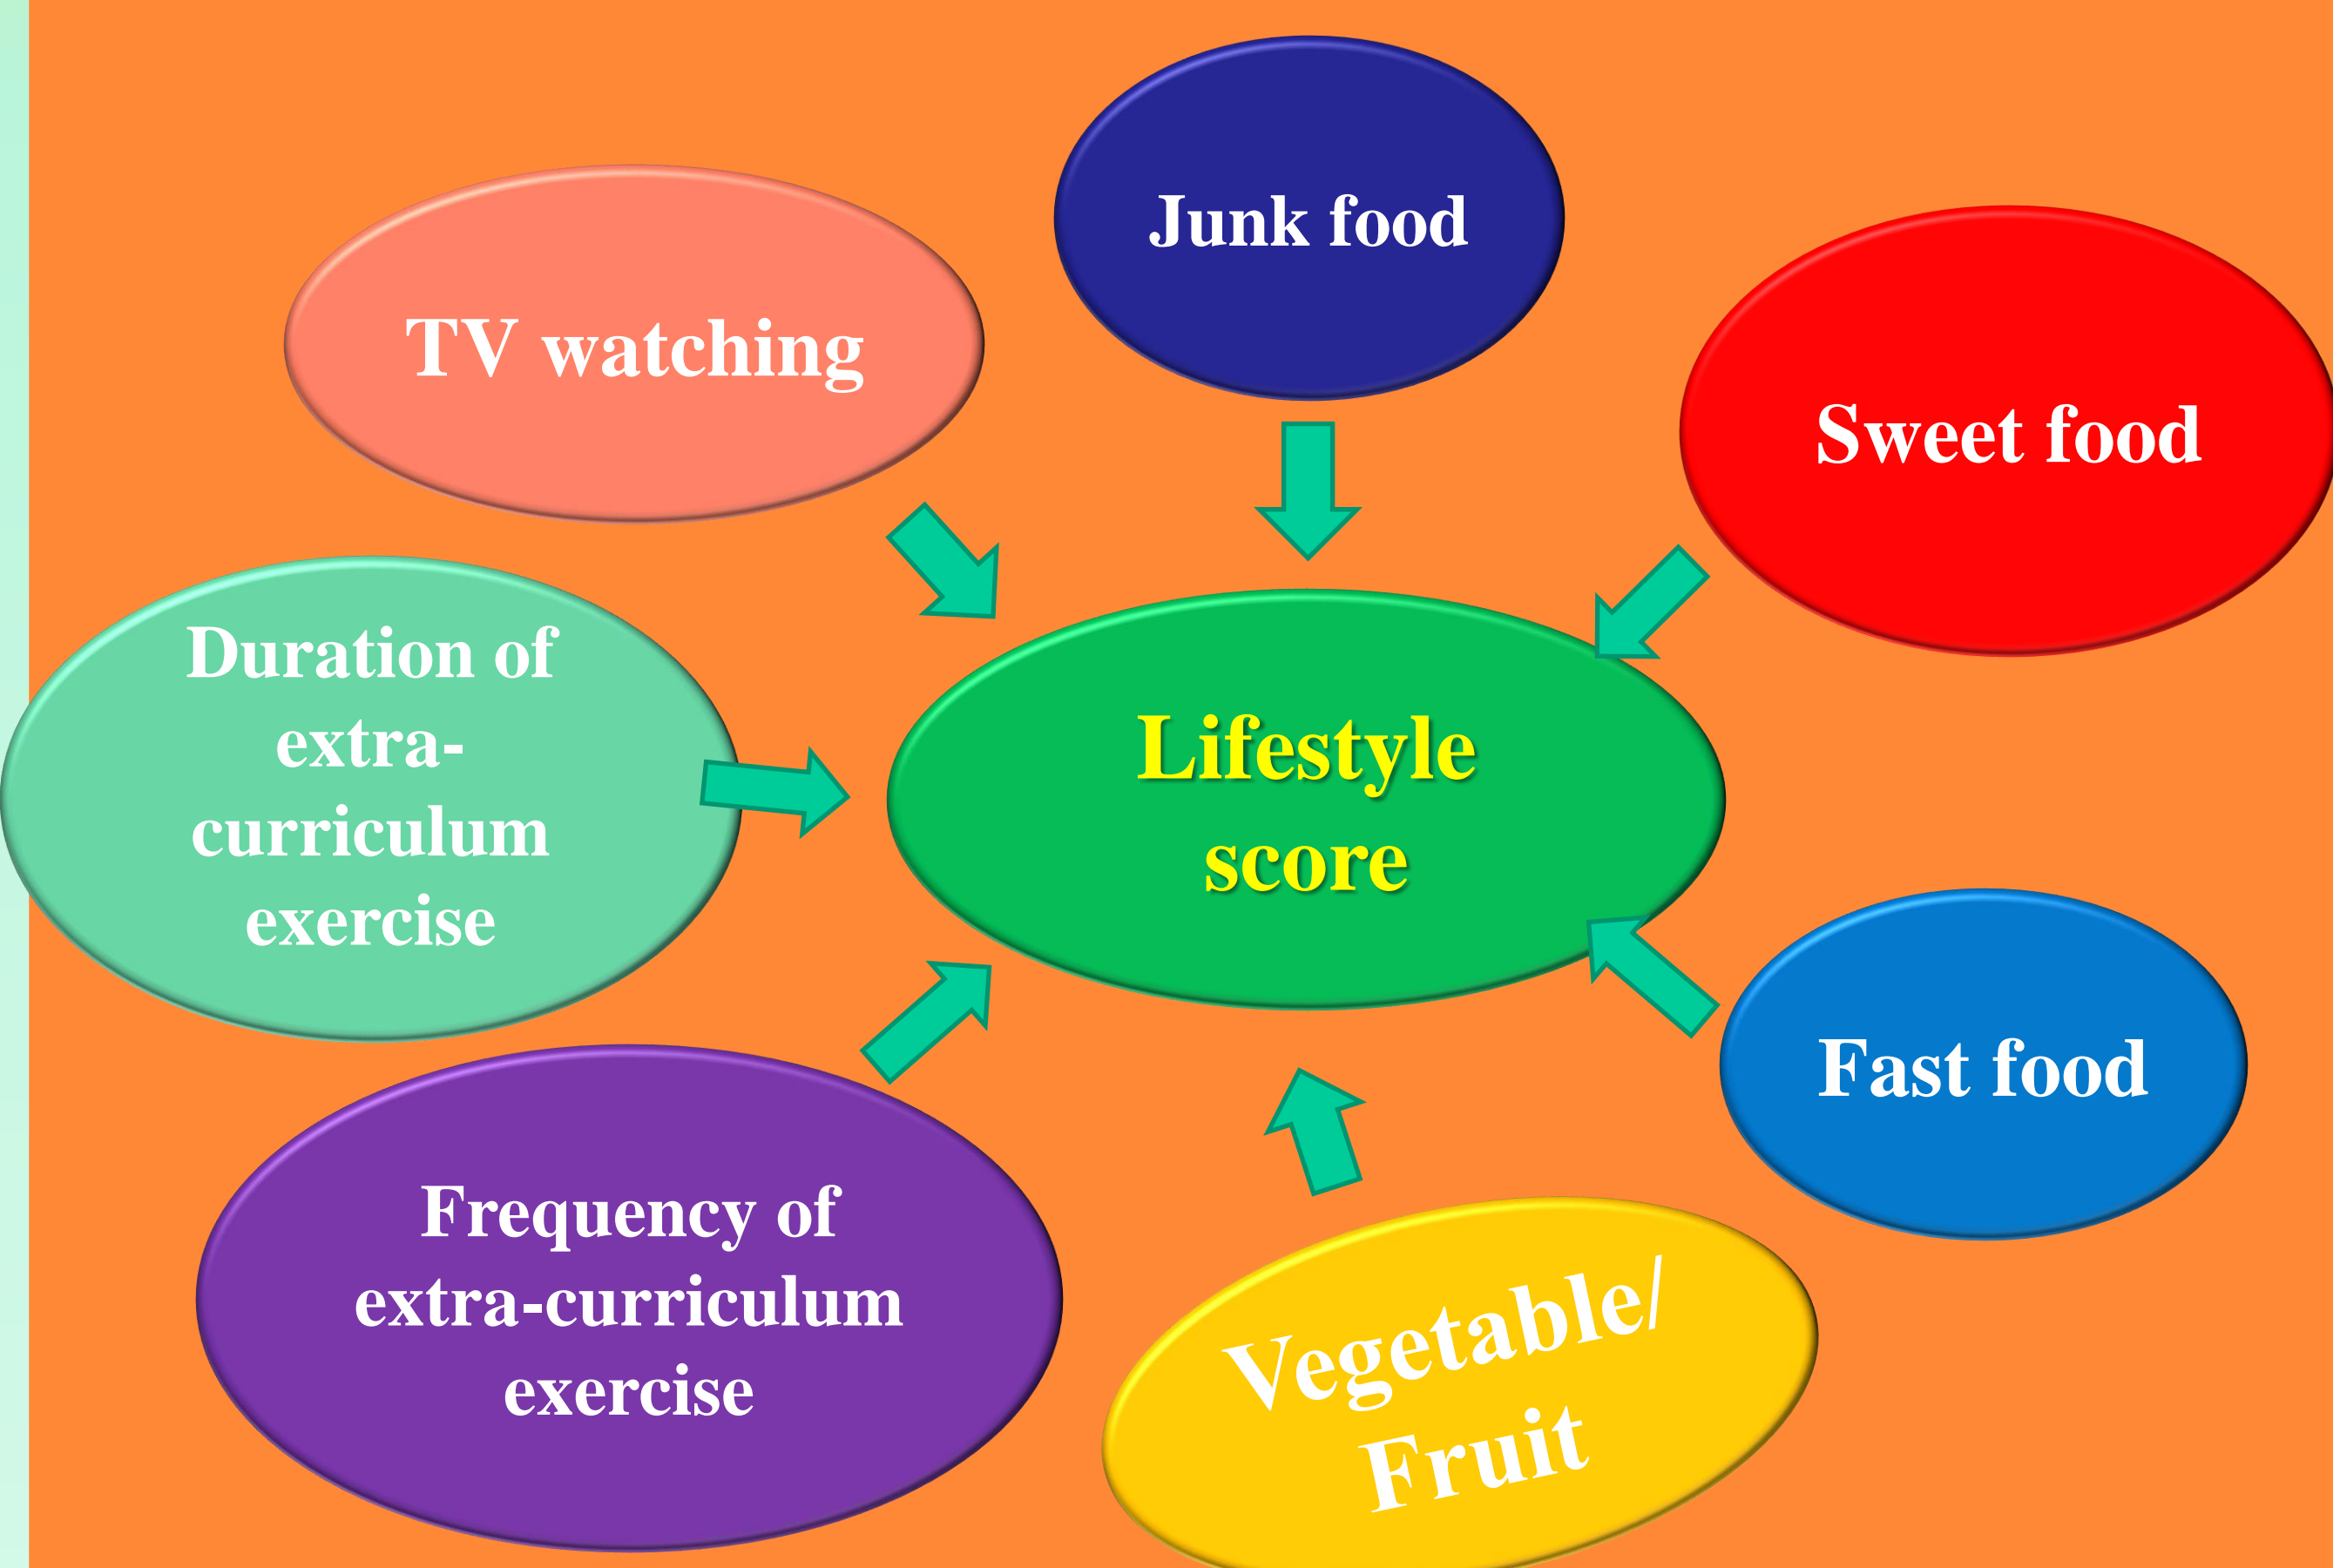 Junk food
TV watching
Sweet food
Duration of
extra-
curriculum
exercise
Lifestyle
score
Fast food
Frequency of
extra-curriculum
exercise
Vegetable/
Fruit